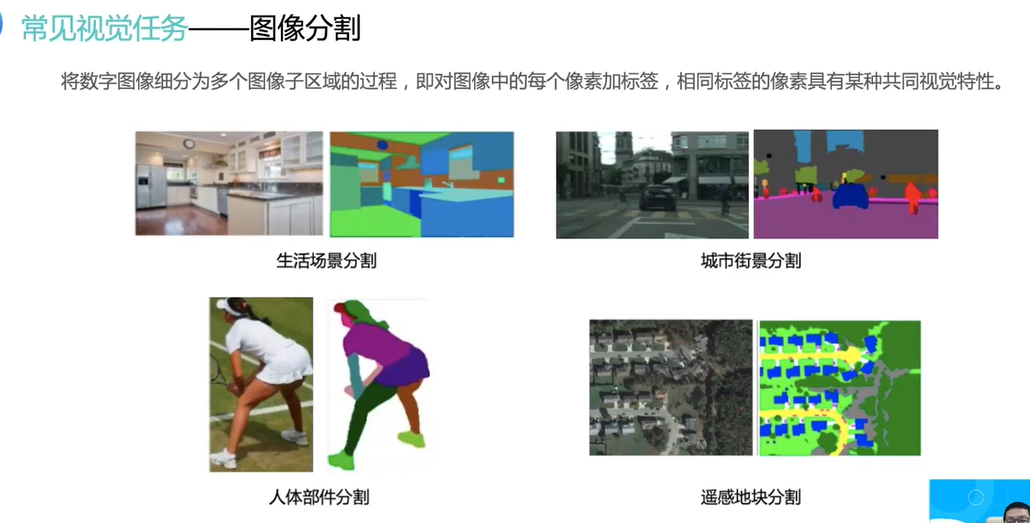 常见视觉任务——图像分割
将数字图像细分为多个图像子区域的过程，即对图像中的每个像素加标签，相同标签的像素具有某种共同视觉特性。
生活场景分割
城市街景分割
人体部件分割
遥感地块分割